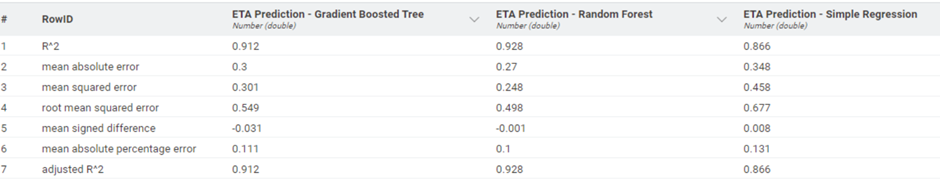 # RowID ETA Prediction - Gradient Boosted Tree ETA Prediction - Random Forest ETA Prediction - Simple Regression
Number (double) Number (double) Number (double)
1 R^2 0.912 0.928 0.866
2 mean absolute error 0.3 0.27 0.348
3 mean squared error 0.301 0.248 0.458
4 root mean squared error 0.549 0.498 0.677
5 mean signed difference -0.031 -0.001 0.008
6 mean absolute percentage error 0.111 0.1 0.131
7 adjusted R^2 0.912 0.928 0.866